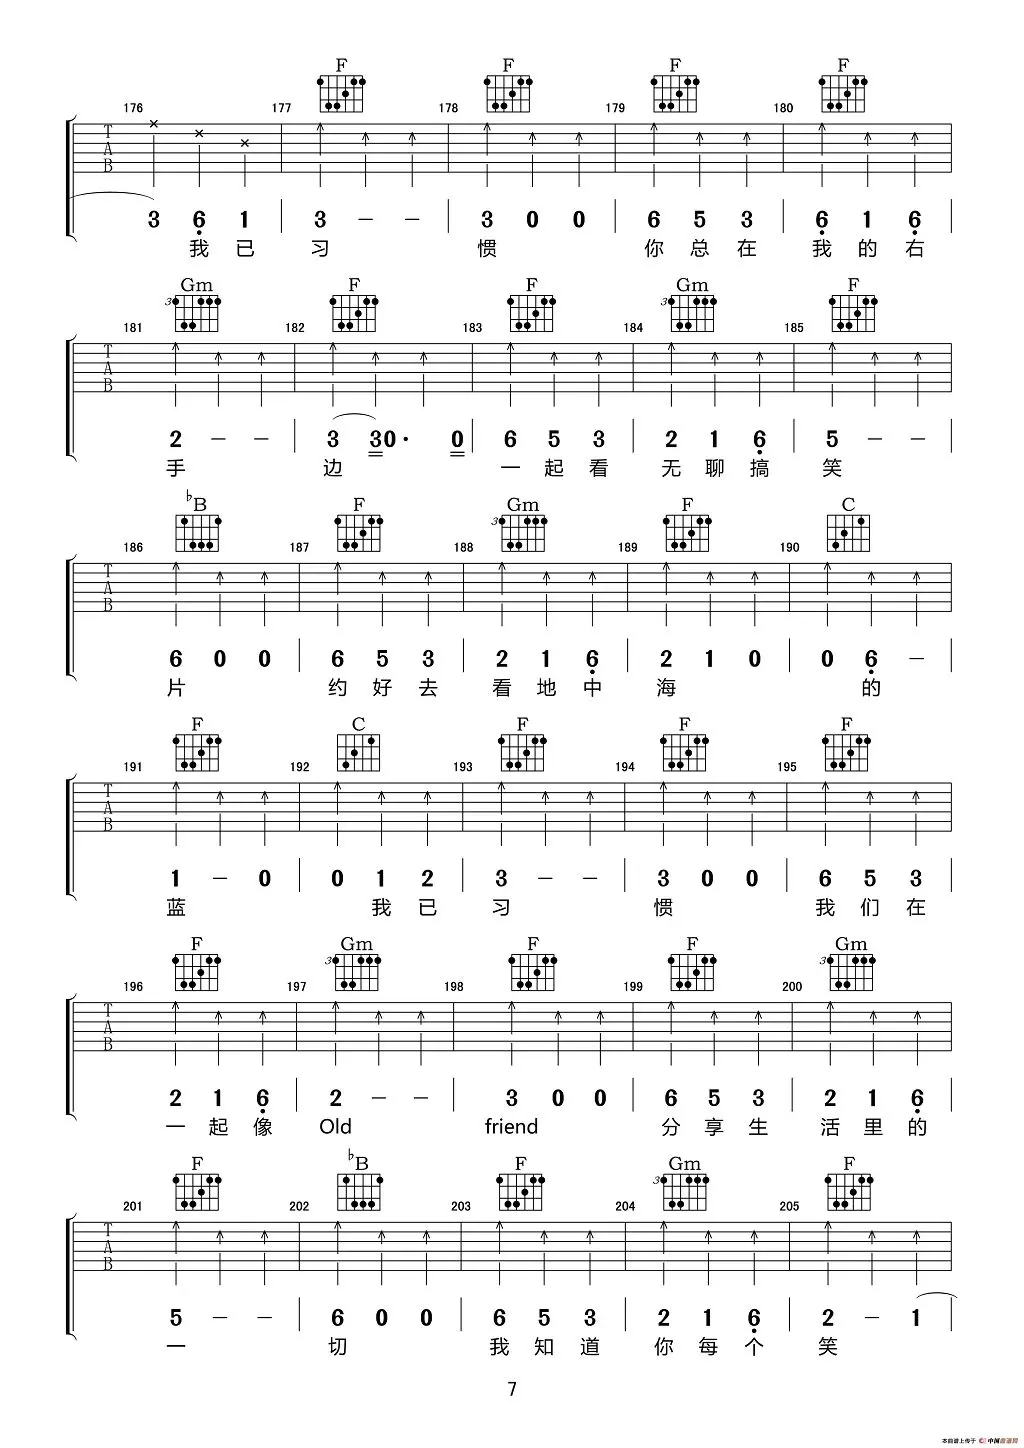 F F F F
176 177 178 179 180
T
A
B
3 6 1 | 3 - - | 3 0 0 | 6 5 3 | 6 1 6
我 已 习 惯 你 总 在 我 的 右
Gm F F Gm F
3 3
181 182 183 184 185
T
A
B
2 - - | 3 30· 0 | 6 5 3 | 2 1 6 | 5 - -
手 边 一 起 看 无 聊 搞 笑
♭B F Gm F C
3
186 187 188 189 190
T
A
B
6 0 0 | 6 5 3 | 2 1 6 | 2 1 0 | 0 6 -
片 约 好 去 看 地 中 海 的
F C F F F
191 192 193 194 195
T
A
B
1 - 0 | 0 1 2 | 3 - - | 3 0 0 | 6 5 3
蓝 我 已 习 惯 我 们 在
F Gm F F Gm
3 3
196 197 198 199 200
T
A
B
2 1 6 | 2 - - | 3 0 0 | 6 5 3 | 2 1 6
一 起 像 Old friend 分 享 生 活 里 的
F ♭B F Gm F
3
201 202 203 204 205
T
A
B
5 - - | 6 0 0 | 6 5 3 | 2 1 6 | 2 - 1
一 切 我 知 道 你 每 个 笑
7
本曲谱上传于 中国曲谱网